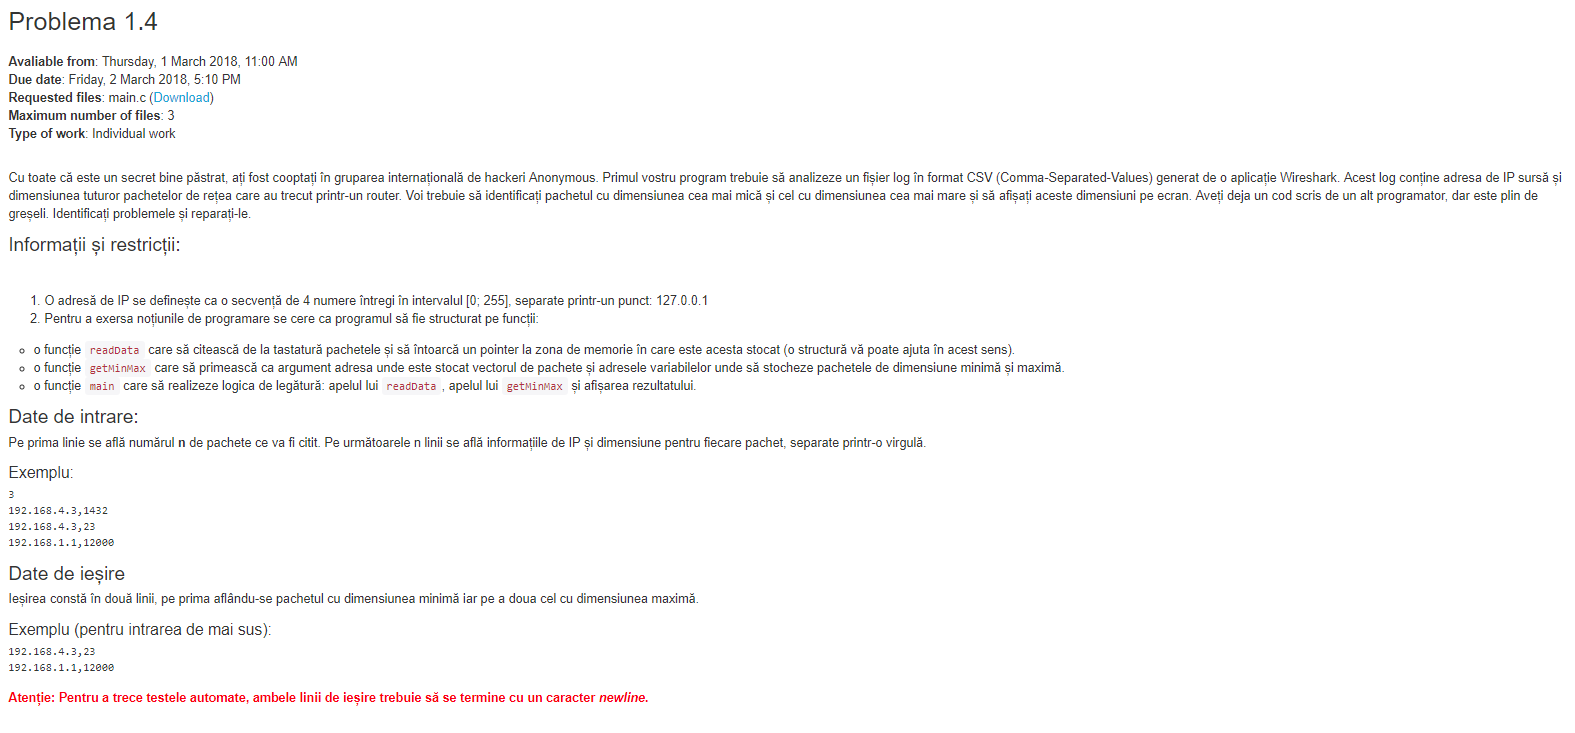 Problema 1.4
Avaliable from: Thursday, 1 March 2018, 11:00 AM
Due date: Friday, 2 March 2018, 5:10 PM
Requested files: main.c (Download)
Maximum number of files: 3
Type of work: Individual work
Cu toate că este un secret bine păstrat, ați fost cooptați în gruparea internațională de hackeri Anonymous. Primul vostru program trebuie să analizeze un fișier log în format CSV (Comma-Separated-Values) generat de o aplicație Wireshark. Acest log conține adresa de IP sursă și
dimensiunea tuturor pachetelor de rețea care au trecut printr-un router. Voi trebuie să identificați pachetul cu dimensiunea cea mai mică și cel cu dimensiunea cea mai mare și să afișați aceste dimensiuni pe ecran. Aveți deja un cod scris de un alt programator, dar este plin de
greșeli. Identificați problemele și reparați-le.
Informații și restricții:
1. O adresă de IP se definește ca o secvență de 4 numere întregi în intervalul [0; 255], separate printr-un punct: 127.0.0.1
2. Pentru a exersa noțiunile de programare se cere ca programul să fie structurat pe funcții:
o funcție readData care să citească de la tastatură pachetele și să întoarcă un pointer la zona de memorie în care este acesta stocat (o structură vă poate ajuta în acest sens).
o funcție getMinMax care să primească ca argument adresa unde este stocat vectorul de pachete și adresele variabilelor unde să stocheze pachetele de dimensiune minimă și maximă.
o funcție main care să realizeze logica de legătură: apelul lui readData, apelul lui getMinMax și afișarea rezultatului.
Date de intrare:
Pe prima linie se află numărul n de pachete ce va fi citit. Pe următoarele n linii se află informațiile de IP și dimensiune pentru fiecare pachet, separate printr-o virgulă.
Exemplu:
3
192.168.4.3,1432
192.168.4.3,23
192.168.1.1,12000
Date de ieșire
Ieșirea constă în două linii, pe prima aflându-se pachetul cu dimensiunea minimă iar pe a doua cel cu dimensiunea maximă.
Exemplu (pentru intrarea de mai sus):
192.168.4.3,23
192.168.1.1,12000
Atenție: Pentru a trece testele automate, ambele linii de ieșire trebuie să se termine cu un caracter newline.